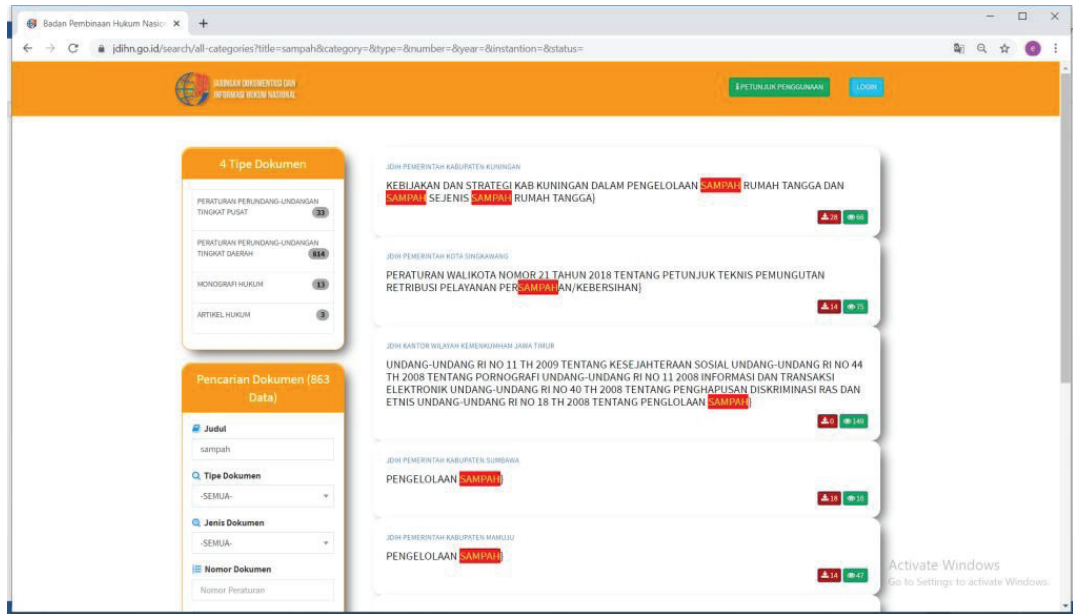 Badan Pembinaan Hukum Nasio
jdihn.go.id/search/all-categories?title=sampah&category=&type=&number=&year=&instantion=&status=
JARINGAN DOKUMENTASI DAN
INFORMASI HUKUM NASIONAL
PETUNJUK PENGGUNAAN
LOGIN
4 Tipe Dokumen
PERATURAN PERUNDANG-UNDANGAN
TINGKAT PUSAT 33
PERATURAN PERUNDANG-UNDANGAN
TINGKAT DAERAH 814
MONOGRAFI HUKUM 13
ARTIKEL HUKUM 3
Pencarian Dokumen (863
Data)
Judul
sampah
Tipe Dokumen
-SEMUA-
Jenis Dokumen
-SEMUA-
Nomor Dokumen
Nomor Peraturan
JDIH PEMERINTAH KABUPATEN KUNINGAN
KEBIJAKAN DAN STRATEGI KAB KUNINGAN DALAM PENGELOLAAN SAMPAH RUMAH TANGGA DAN
SAMPAH SEJENIS SAMPAH RUMAH TANGGA}
28 66
JDIH PEMERINTAH KOTA SINGKAWANG
PERATURAN WALIKOTA NOMOR 21 TAHUN 2018 TENTANG PETUNJUK TEKNIS PEMUNGUTAN
RETRIBUSI PELAYANAN PERSAMPAHAN/KEBERSIHAN}
14 75
JDIH KANTOR WILAYAH KEMENKUMHAM JAWA TIMUR
UNDANG-UNDANG RI NO 11 TH 2009 TENTANG KESEJAHTERAAN SOSIAL UNDANG-UNDANG RI NO 44
TH 2008 TENTANG PORNOGRAFI UNDANG-UNDANG RI NO 11 2008 INFORMASI DAN TRANSAKSI
ELEKTRONIK UNDANG-UNDANG RI NO 40 TH 2008 TENTANG PENGHAPUSAN DISKRIMINASI RAS DAN
ETNIS UNDANG-UNDANG RI NO 18 TH 2008 TENTANG PENGLOLAAN SAMPAH}
0 149
JDIH PEMERINTAH KABUPATEN SUMBAWA
PENGELOLAAN SAMPAH}
18 16
JDIH PEMERINTAH KABUPATEN MAMUJU
PENGELOLAAN SAMPAH}
14 47
Activate Windows
Go to Settings to activate Windows.